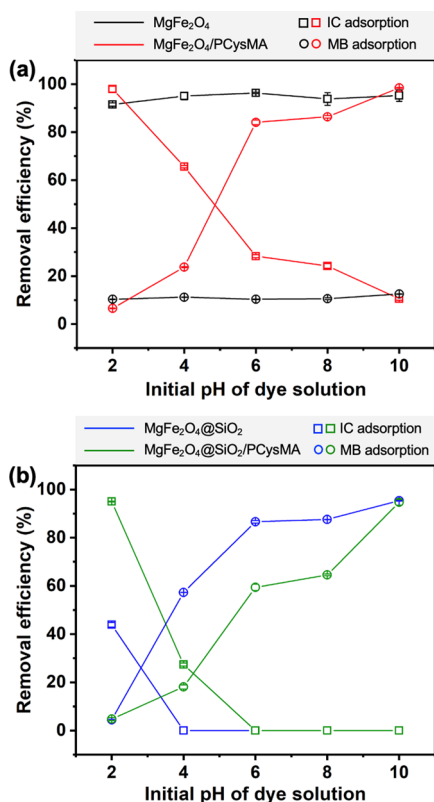 MgFe₂O₄ IC adsorption
MgFe₂O₄/PCysMA MB adsorption
(a)
100
80
60
40
20
0
Removal efficiency (%)
2 4 6 8 10
Initial pH of dye solution
MgFe₂O₄@SiO₂ IC adsorption
MgFe₂O₄@SiO₂/PCysMA MB adsorption
(b)
100
80
60
40
20
0
Removal efficiency (%)
2 4 6 8 10
Initial pH of dye solution